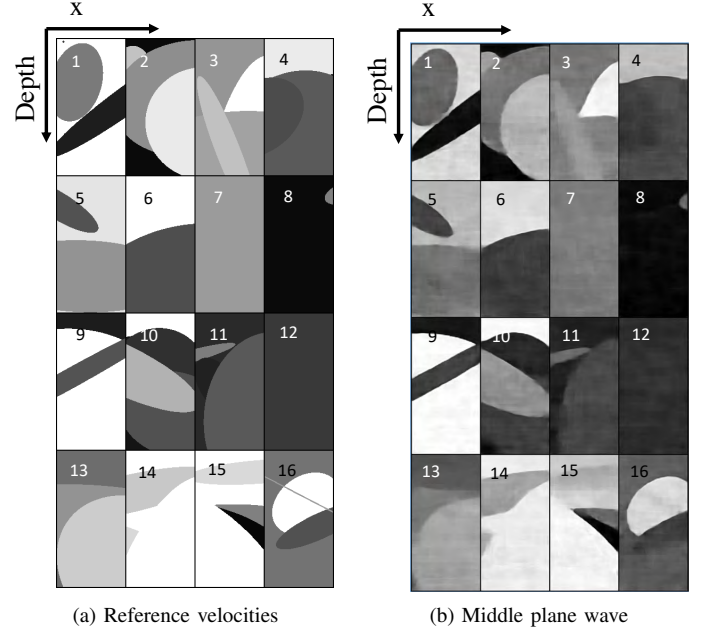 x
Depth
1 2 3 4
5 6 7 8
9 10 11 12
13 14 15 16
(a) Reference velocities
x
Depth
1 2 3 4
5 6 7 8
9 10 11 12
13 14 15 16
(b) Middle plane wave